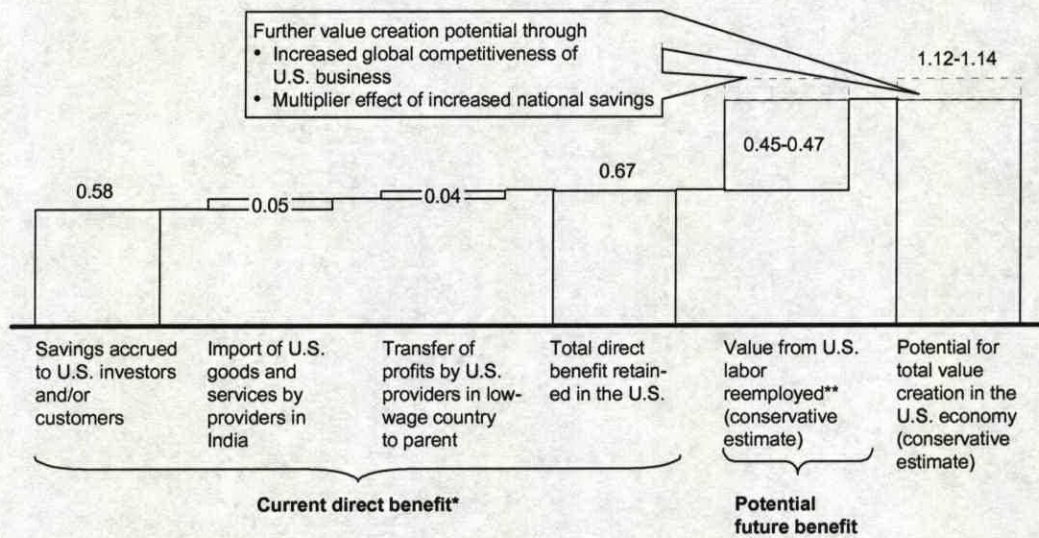 Further value creation potential through
• Increased global competitiveness of
U.S. business
• Multiplier effect of increased national savings
1.12-1.14
0.45-0.47
0.67
0.58
0.05
0.04
Savings accrued
to U.S. investors
and/or
customers
Import of U.S.
goods and
services by
providers in
India
Transfer of
profits by U.S.
providers in low-
wage country
to parent
Total direct
benefit retain-
ed in the U.S.
Value from U.S.
labor
reemployed**
(conservative
estimate)
Potential for
total value
creation in the
U.S. economy
(conservative
estimate)
Current direct benefit*
Potential
future benefit